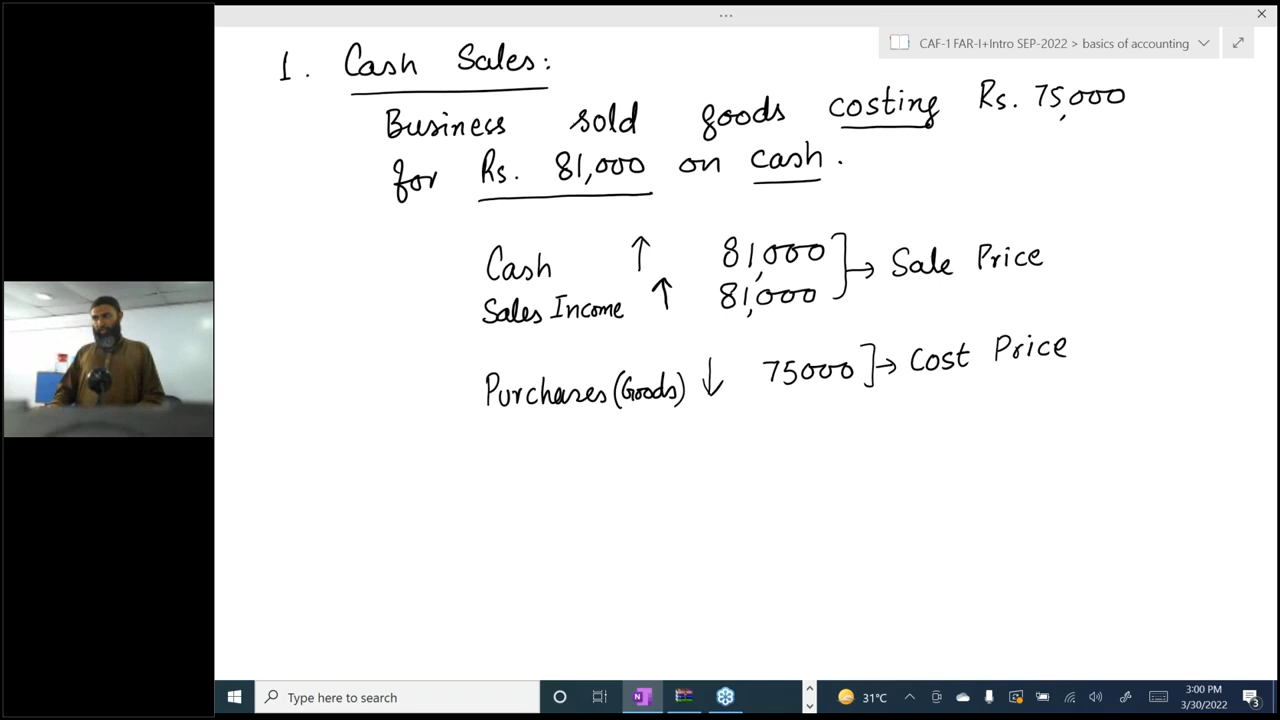 CAF-1 FAR-I+Intro SEP-2022 > basics of accounting
1. Cash Sales:
Business sold goods costing Rs. 75,000
for Rs. 81,000 on cash.
Cash ↑ 81,000
Sales Income ↑ 81,000 → Sale Price
Purchases (Goods) ↓ 75000 → Cost Price
Type here to search
31°C
3:00 PM
3/30/2022
3